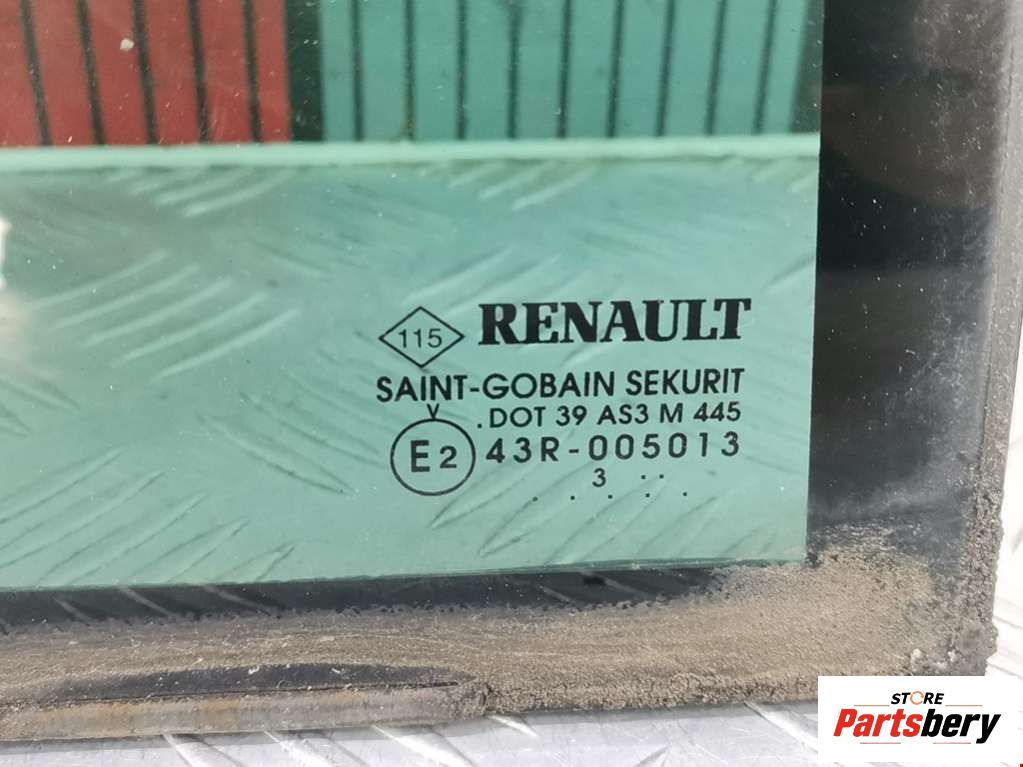 115 RENAULT
SAINT-GOBAIN SEKURIT
V .DOT 39 AS3 M 445
E2 43R-005013
3
STORE
Partsbery